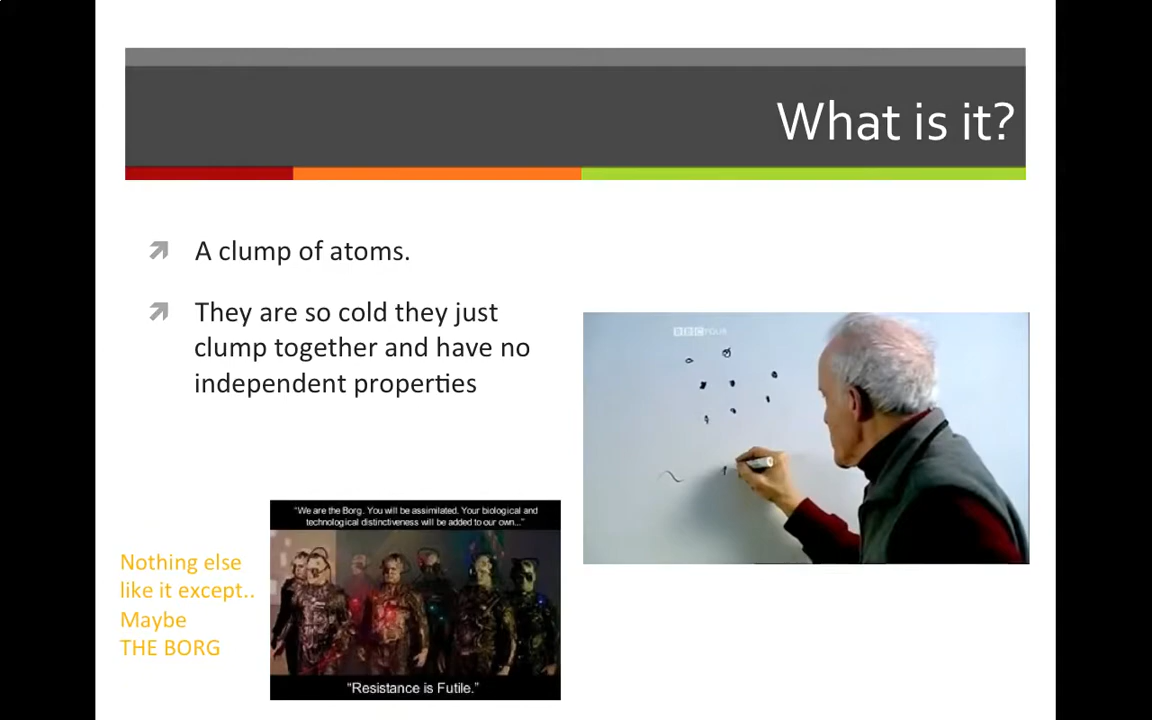 What is it?
A clump of atoms.
They are so cold they just
clump together and have no
independent properties
BBC FOUR
"We are the Borg. You will be assimilated. Your biological and
technological distinctiveness will be added to our own..."
Nothing else
like it except..
Maybe
THE BORG
"Resistance is Futile."